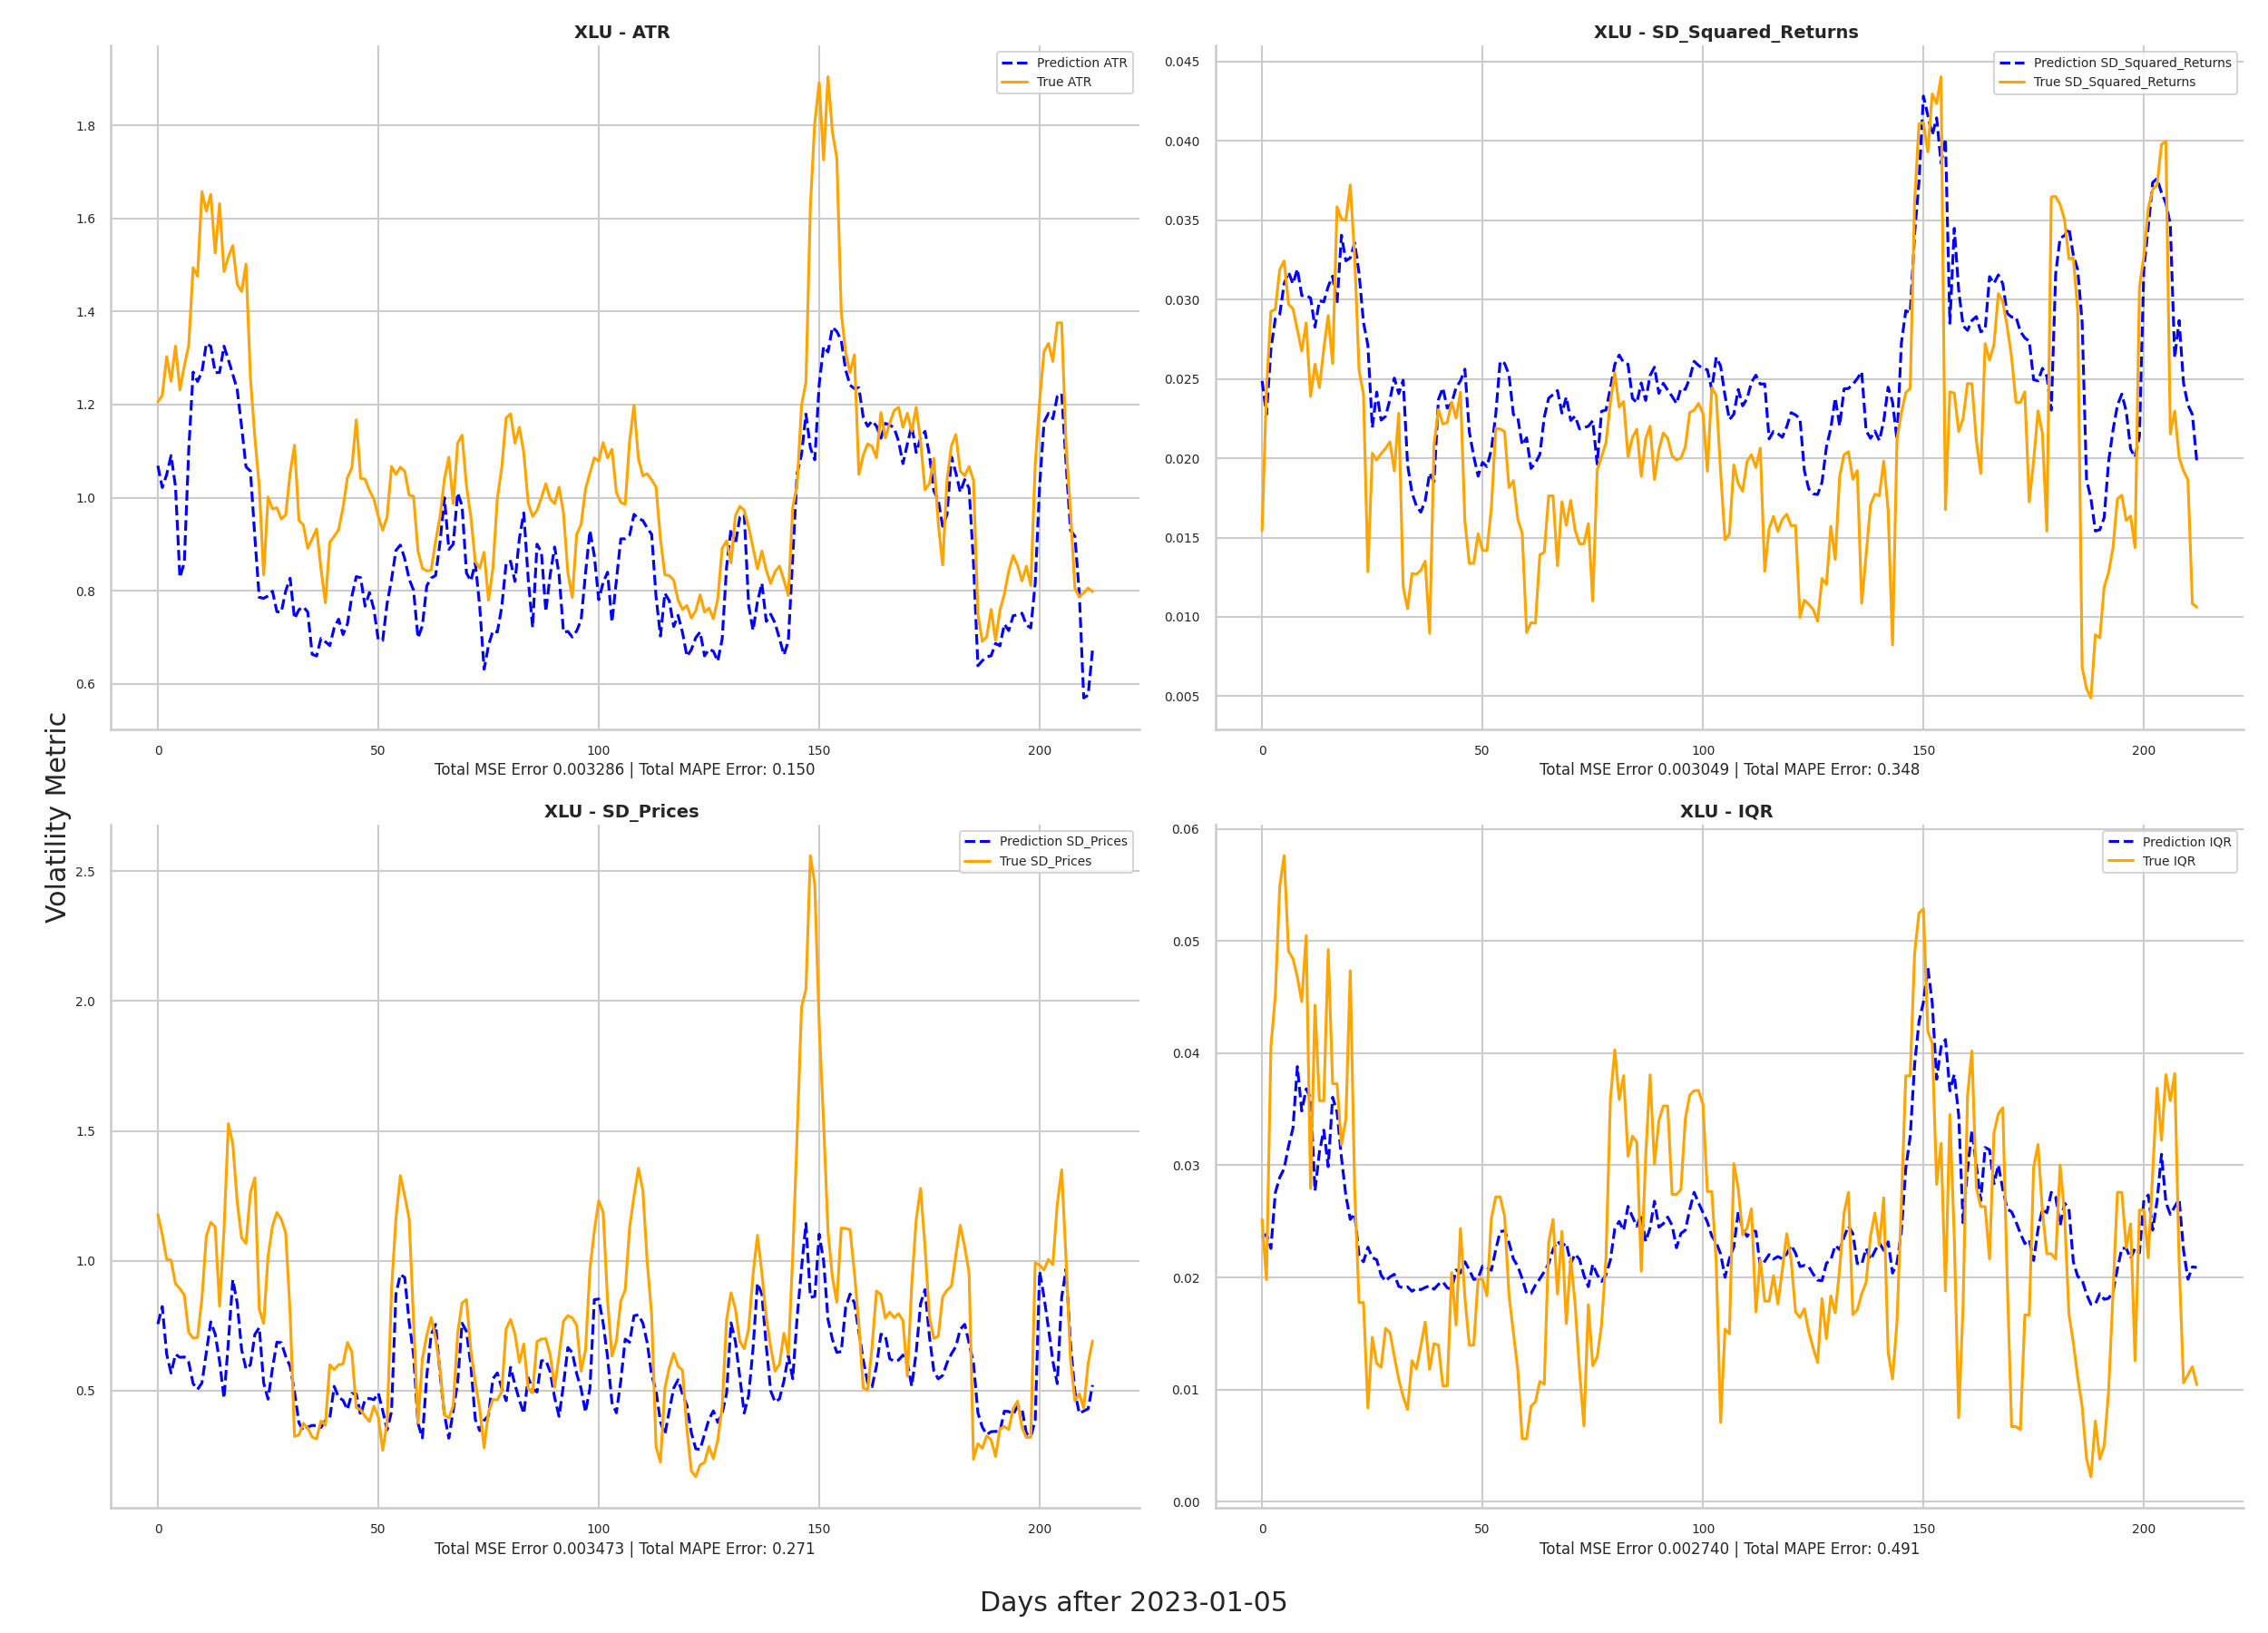 XLU - ATR
Prediction ATR
True ATR
1.8
1.6
1.4
1.2
1.0
0.8
0.6
0 50 100 150 200
Total MSE Error 0.003286 | Total MAPE Error: 0.150
XLU - SD_Squared_Returns
Prediction SD_Squared_Returns
True SD_Squared_Returns
0.045
0.040
0.035
0.030
0.025
0.020
0.015
0.010
0.005
0 50 100 150 200
Total MSE Error 0.003049 | Total MAPE Error: 0.348
Volatility Metric
XLU - SD_Prices
Prediction SD_Prices
True SD_Prices
2.5
2.0
1.5
1.0
0.5
0 50 100 150 200
Total MSE Error 0.003473 | Total MAPE Error: 0.271
XLU - IQR
Prediction IQR
True IQR
0.06
0.05
0.04
0.03
0.02
0.01
0.00
0 50 100 150 200
Total MSE Error 0.002740 | Total MAPE Error: 0.491
Days after 2023-01-05